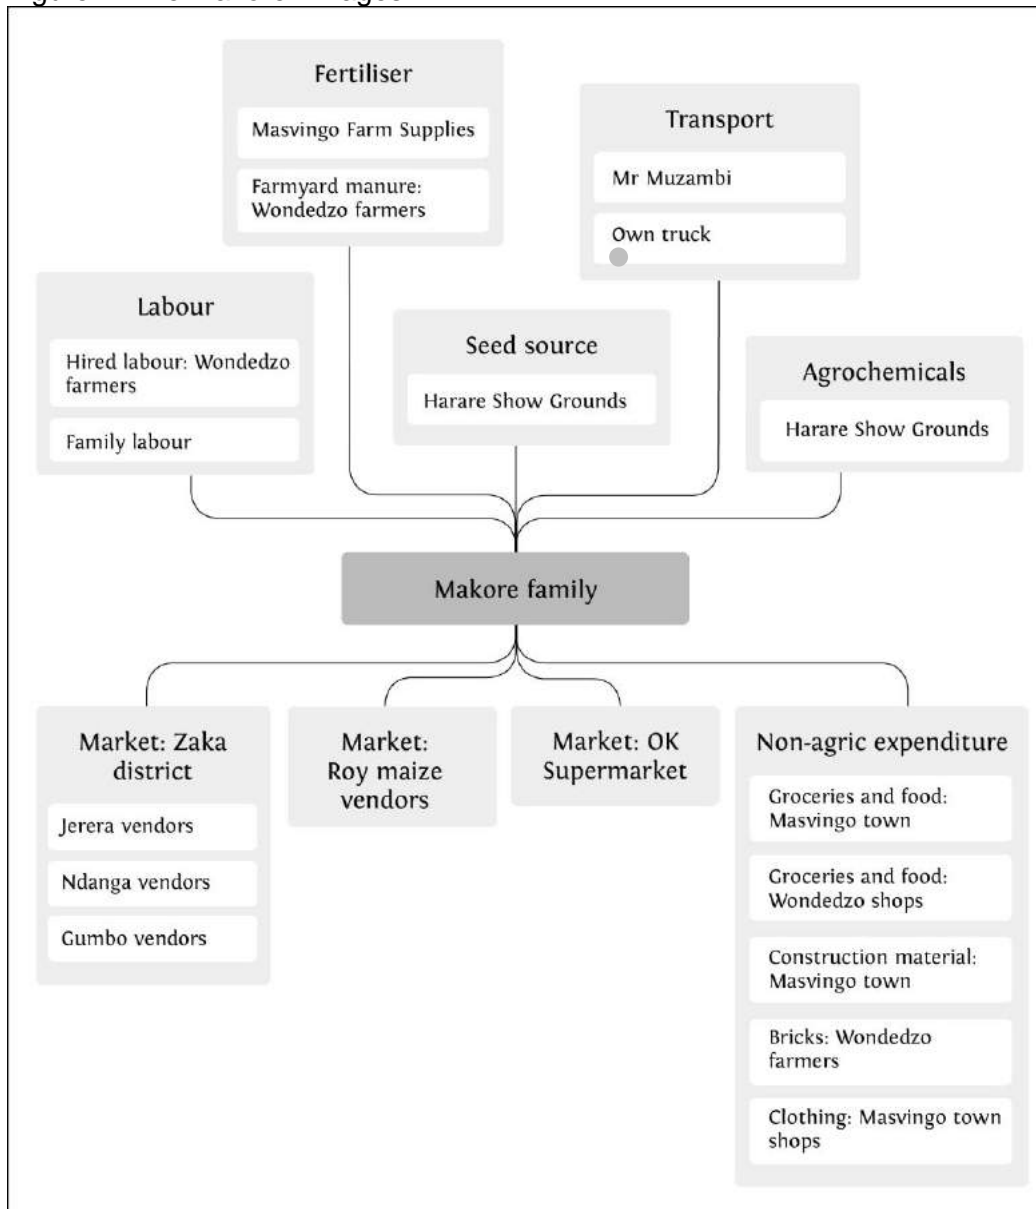 Fertiliser
Masvingo Farm Supplies
Farmyard manure:
Wondedzo farmers
Transport
Mr Muzambi
Own truck
Labour
Hired labour: Wondedzo
farmers
Family labour
Seed source
Harare Show Grounds
Agrochemicals
Harare Show Grounds
Makore family
Market: Zaka
district
Jerera vendors
Ndanga vendors
Gumbo vendors
Market:
Roy maize
vendors
Market: OK
Supermarket
Non-agric expenditure
Groceries and food:
Masvingo town
Groceries and food:
Wondedzo shops
Construction material:
Masvingo town
Bricks: Wondedzo
farmers
Clothing: Masvingo town
shops